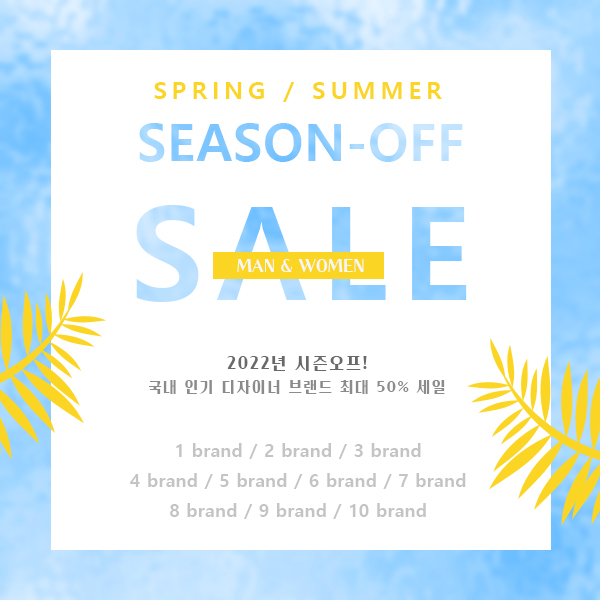 SPRING / SUMMER
SEASON-OFF
SALE
MAN & WOMEN
2022년 시즌오프!
국내 인기 디자이너 브랜드 최대 50% 세일
1 brand / 2 brand / 3 brand
4 brand / 5 brand / 6 brand / 7 brand
8 brand / 9 brand / 10 brand